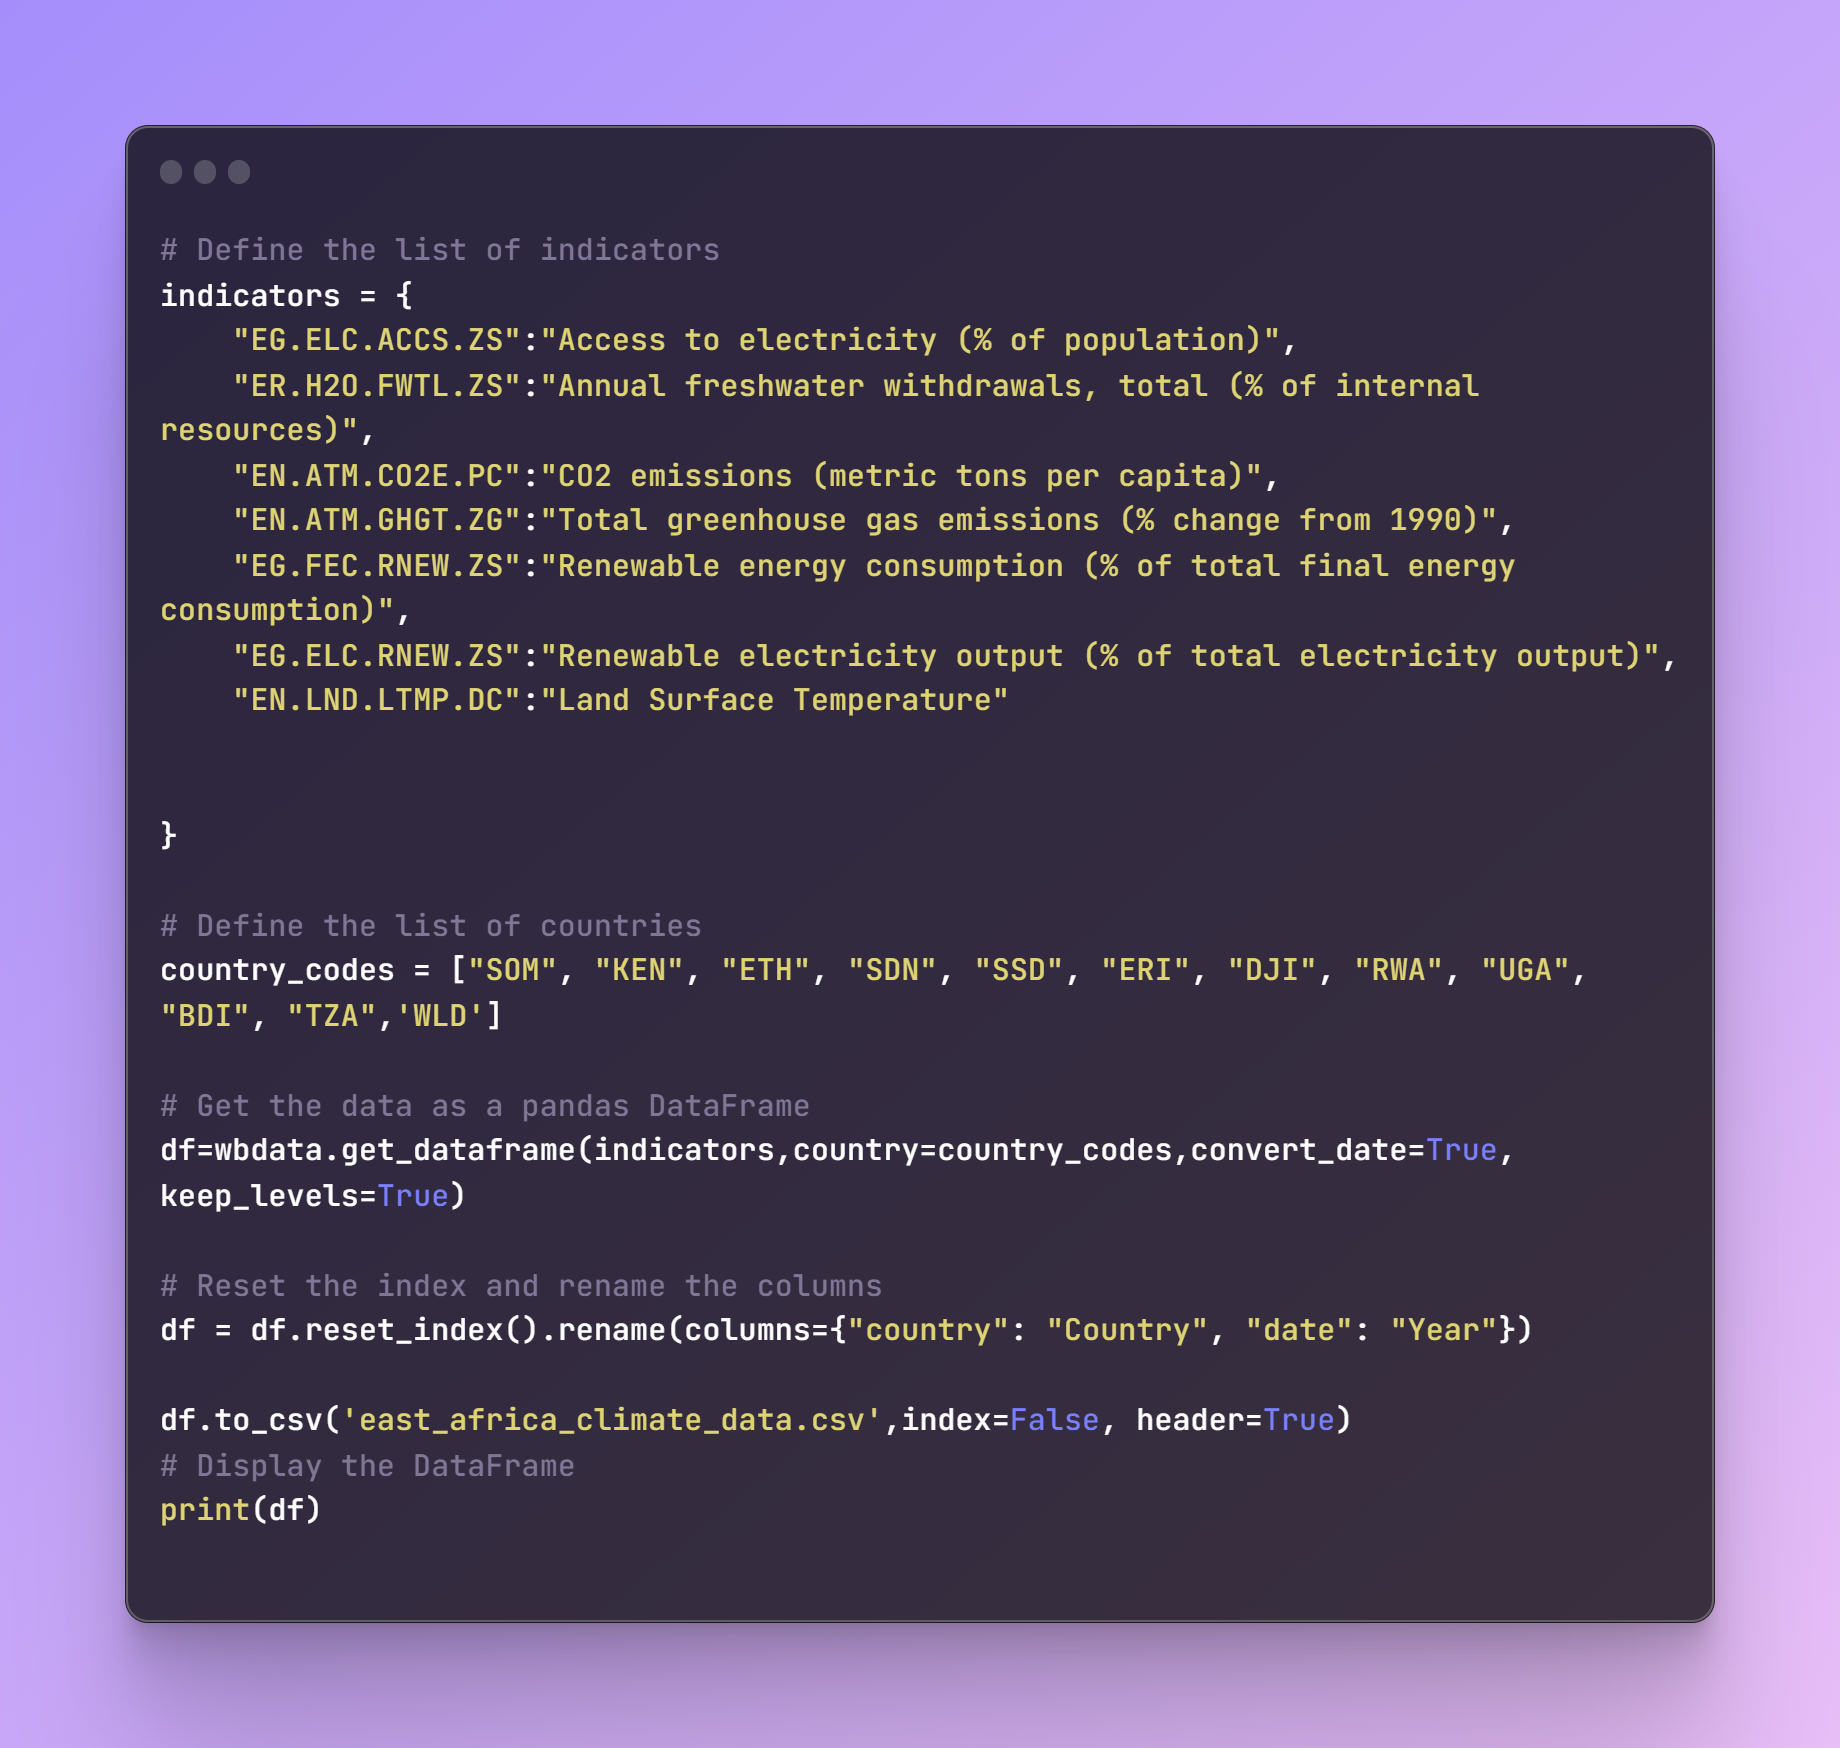 # Define the list of indicators
indicators = {
    "EG.ELC.ACCS.ZS":"Access to electricity (% of population)",
    "ER.H2O.FWTL.ZS":"Annual freshwater withdrawals, total (% of internal
resources)",
    "EN.ATM.CO2E.PC":"CO2 emissions (metric tons per capita)",
    "EN.ATM.GHGT.ZG":"Total greenhouse gas emissions (% change from 1990)",
    "EG.FEC.RNEW.ZS":"Renewable energy consumption (% of total final energy
consumption)",
    "EG.ELC.RNEW.ZS":"Renewable electricity output (% of total electricity output)",
    "EN.LND.LTMP.DC":"Land Surface Temperature"
}
# Define the list of countries
country_codes = ["SOM", "KEN", "ETH", "SDN", "SSD", "ERI", "DJI", "RWA", "UGA",
"BDI", "TZA",'WLD']
# Get the data as a pandas DataFrame
df=wbdata.get_dataframe(indicators,country=country_codes,convert_date=True,
keep_levels=True)
# Reset the index and rename the columns
df = df.reset_index().rename(columns={"country": "Country", "date": "Year"})
df.to_csv('east_africa_climate_data.csv',index=False, header=True)
# Display the DataFrame
print(df)